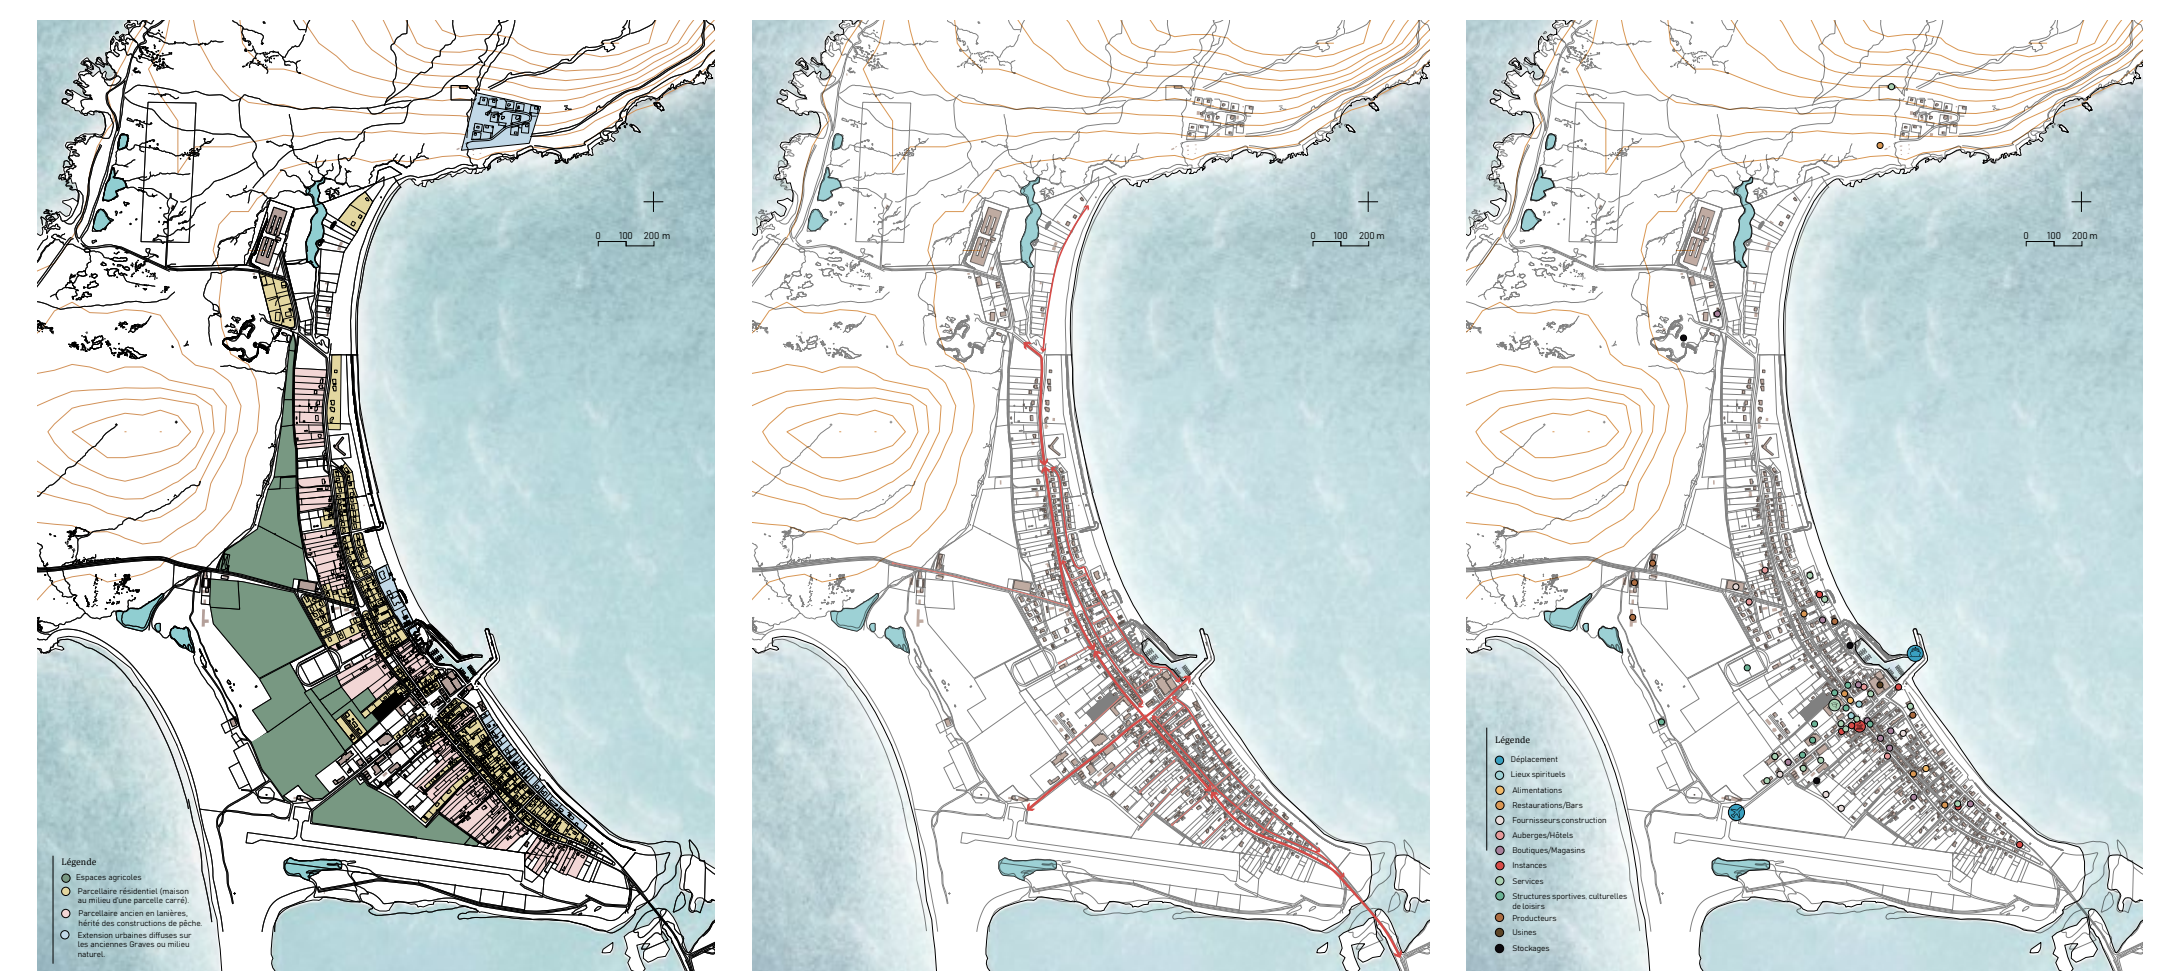 0 100 200 m
Légende
Espaces agricoles
Parcellaire résidentiel (maison
au milieu d'une parcelle carré).
Parcellaire ancien en lanières,
hérité des constructions de pêche
Extension urbaines diffuses sur
les anciennes Graves ou milieu
naturel.
0 100 200 m
0 100 200 m
Légende
Déplacement
Lieux spirituels
Alimentations
Restaurations/Bars
Fournisseurs construction
Auberges/Hôtels
Boutiques/Magasins
Instances
Services
Structures sportives, culturelles
de loisirs
Producteurs
Usines
Stockages